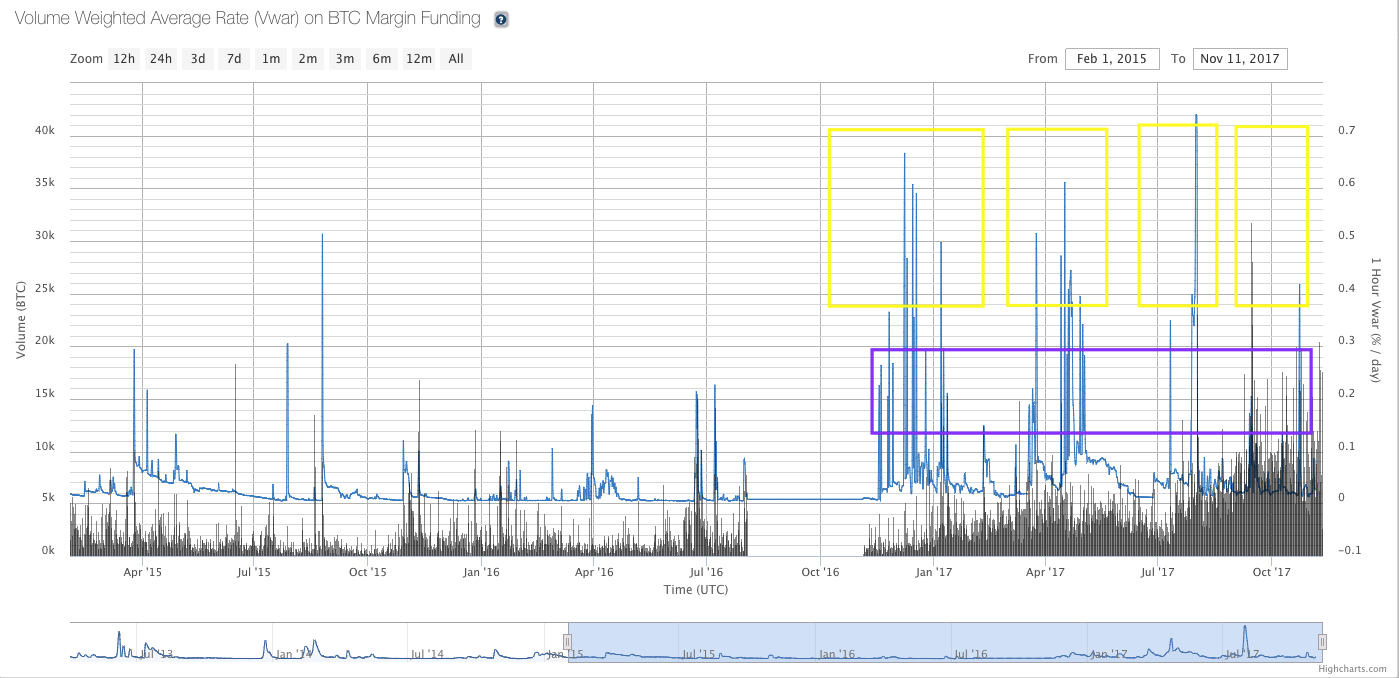 Volume Weighted Average Rate (Vwar) on BTC Margin Funding ?
Zoom 12h 24h 3d 7d 1m 2m 3m 6m 12m All
From Feb 1, 2015 To Nov 11, 2017
Volume (BTC)
40k
35k
30k
25k
20k
15k
10k
5k
0k
0.7
0.6
0.5
0.4
0.3
0.2
0.1
0
-0.1
1 Hour Vwar (% / day)
Apr '15 Jul '15 Oct '15 Jan '16 Apr '16 Jul '16 Oct '16 Jan '17 Apr '17 Jul '17 Oct '17
Time (UTC)
Jul '13 Jan '14 Jul '14 Jan '15 Jul '15 Jan '16 Jul '16 Jan '17 Jul '17
Highcharts.com